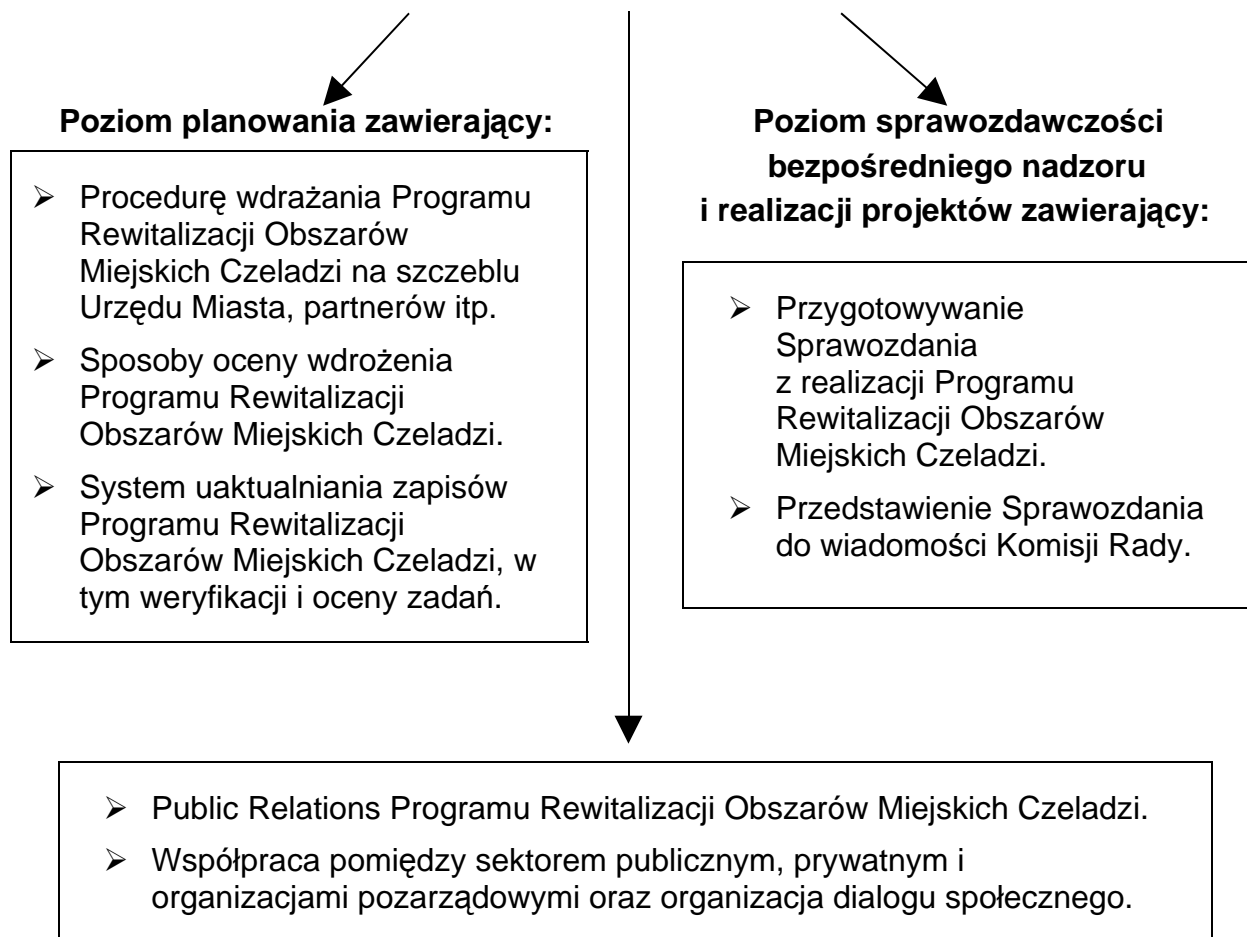 Poziom planowania zawierający:
➢ Procedurę wdrażania Programu
Rewitalizacji Obszarów
Miejskich Czeladzi na szczeblu
Urzędu Miasta, partnerów itp.
➢ Sposoby oceny wdrożenia
Programu Rewitalizacji
Obszarów Miejskich Czeladzi.
➢ System uaktualniania zapisów
Programu Rewitalizacji
Obszarów Miejskich Czeladzi, w
tym weryfikacji i oceny zadań.
Poziom sprawozdawczości
bezpośredniego nadzoru
i realizacji projektów zawierający:
➢ Przygotowywanie
Sprawozdania
z realizacji Programu
Rewitalizacji Obszarów
Miejskich Czeladzi.
➢ Przedstawienie Sprawozdania
do wiadomości Komisji Rady.
➢ Public Relations Programu Rewitalizacji Obszarów Miejskich Czeladzi.
➢ Współpraca pomiędzy sektorem publicznym, prywatnym i
organizacjami pozarządowymi oraz organizacja dialogu społecznego.